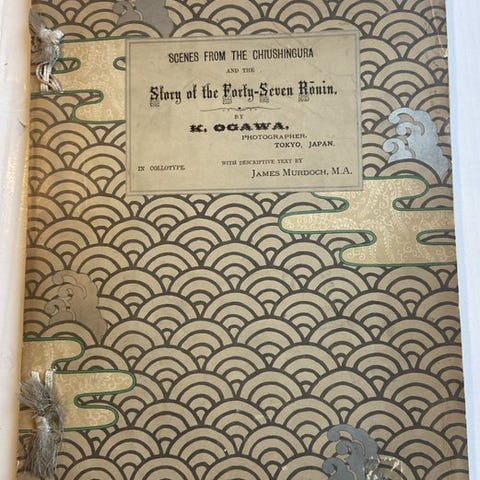 SCENES FROM THE CHIUSHINGURA
AND THE
Story of the Forty-Seven Rōnin.
BY
K. OGAWA,
PHOTOGRAPHER,
TOKYO, JAPAN.
IN COLLOTYPE.
WITH DESCRIPTIVE TEXT BY
JAMES MURDOCH, M.A.